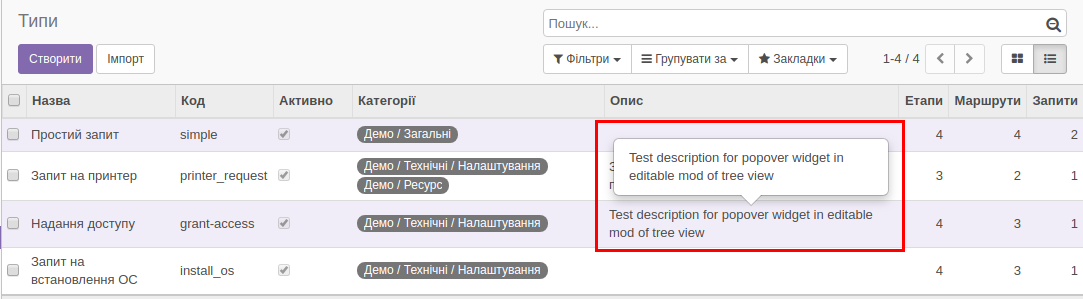 Типи
Пошук...
Створити Імпорт Фільтри Групувати за Закладки 1-4 / 4
Назва Код Активно Категорії Опис Етапи Маршрути Запити
Простий запит simple Демо / Загальні 4 4 2
Test description for popover widget in
editable mod of tree view
Запит на принтер printer_request Демо / Технічні / Налаштування 3 2 1
Демо / Ресурс
Надання доступу grant-access Демо / Технічні / Налаштування Test description for popover widget in editable 4 3 1
mod of tree view
Запит на
встановлення ОС install_os Демо / Технічні / Налаштування 4 3 1